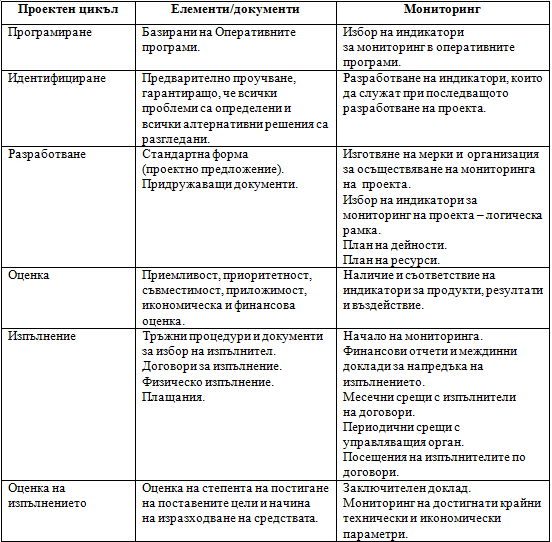 Проектен цикъл
Елементи/документи
Мониторинг
Програмиране
Базирани на Оперативните
програми.
Избор на индикатори
за мониторинг в оперативните
програми.
Идентифициране
Предварително проучване,
гарантиращо, че всички
проблеми са определени и
всички алтернативни решения са
разгледани.
Разработване на индикатори, които
да служат при последващото
разработване на проекта.
Разработване
Стандартна форма
(проектно предложение).
Придружаващи документи.
Изготвяне на мерки и организация
за осъществяване на мониторинга
на проекта.
Избор на индикатори за
мониторинг на проекта – логическа
рамка.
План на дейности.
План на ресурси.
Оценка
Приемливост, приоритетност,
съвместимост, приложимост,
икономическа и финансова
оценка.
Наличие и съответствие на
индикатори за продукти, резултати
и въздействие.
Изпълнение
Тръжни процедури и документи
за избор на изпълнител.
Договори за изпълнение.
Физическо изпълнение.
Плащания.
Начало на мониторинга.
Финансови отчети и междинни
доклади за напредъка на
изпълнението.
Месечни срещи с изпълнители
на договори.
Периодични срещи с
управляващия орган.
Посещения на изпълнителите по
договори.
Оценка на
изпълнението
Оценка на степента на постигане
на поставените цели и начина
на изразходване на средствата.
Заключителен доклад.
Мониторинг на достигнати крайни
технически и икономически
параметри.